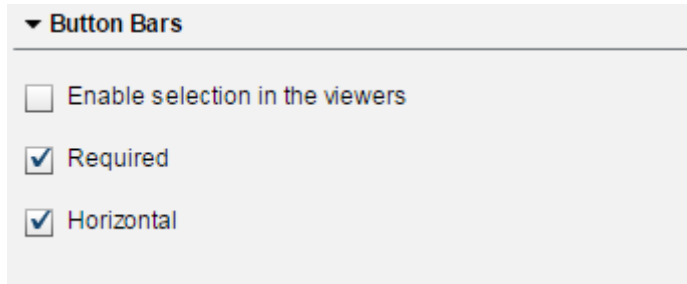 Button Bars
Enable selection in the viewers
Required
Horizontal